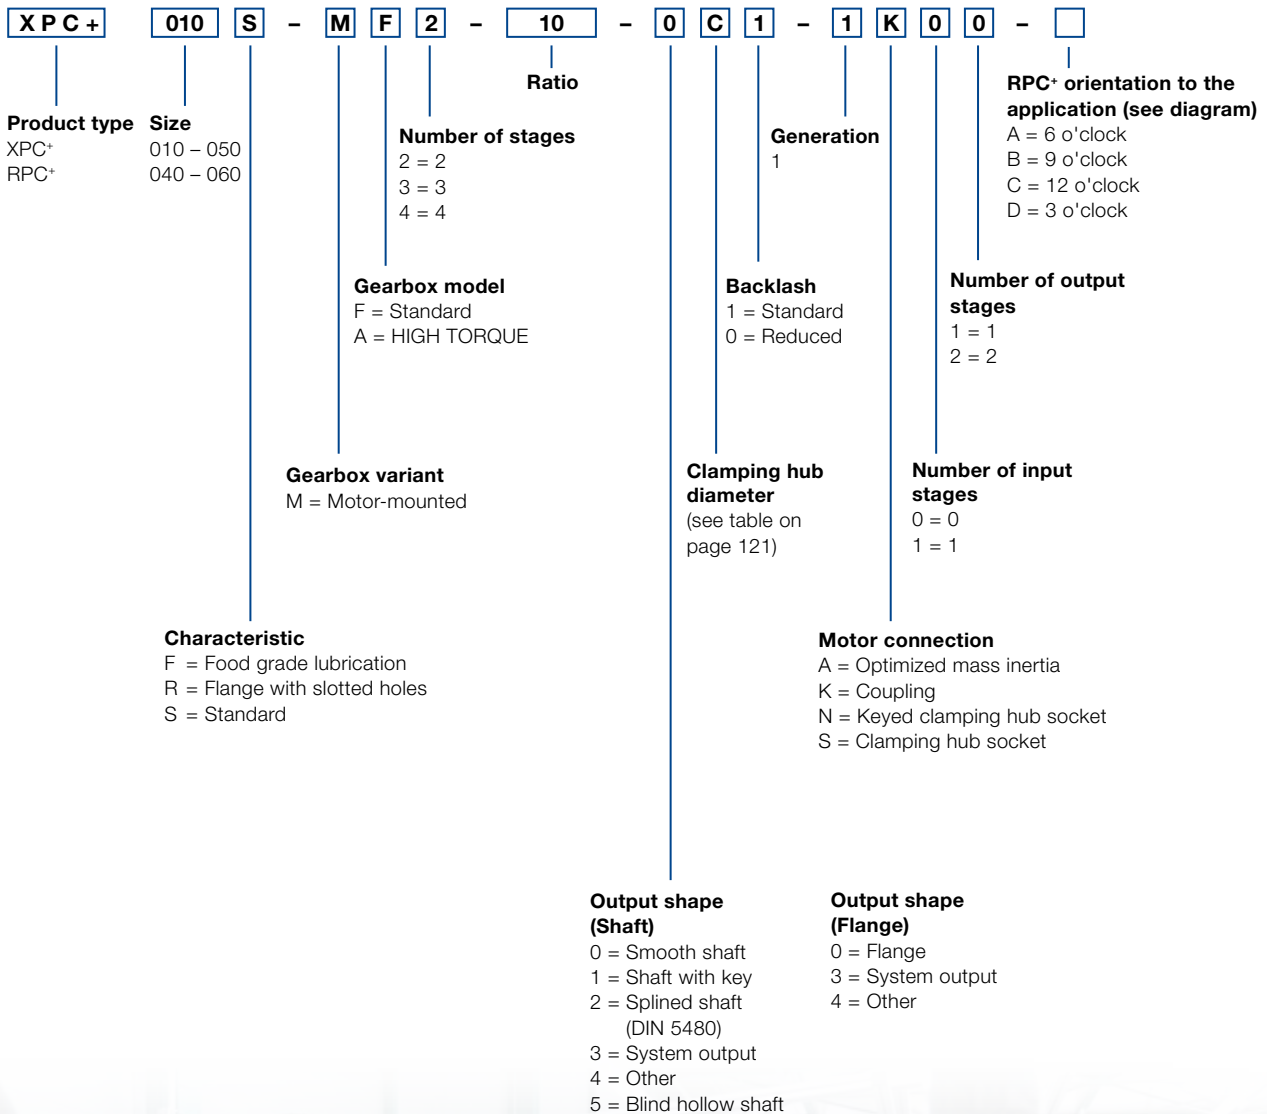 XPC+ 010 S – M F 2 – 10 – 0 C 1 – 1 K 0 0 –
Product type
XPC+
RPC+
Size
010 – 050
040 – 060
Number of stages
2 = 2
3 = 3
4 = 4
Ratio
Generation
1
RPC+ orientation to the
application (see diagram)
A = 6 o'clock
B = 9 o'clock
C = 12 o'clock
D = 3 o'clock
Gearbox model
F = Standard
A = HIGH TORQUE
Backlash
1 = Standard
0 = Reduced
Number of output
stages
1 = 1
2 = 2
Gearbox variant
M = Motor-mounted
Clamping hub
diameter
(see table on
page 121)
Number of input
stages
0 = 0
1 = 1
Characteristic
F = Food grade lubrication
R = Flange with slotted holes
S = Standard
Motor connection
A = Optimized mass inertia
K = Coupling
N = Keyed clamping hub socket
S = Clamping hub socket
Output shape
(Shaft)
0 = Smooth shaft
1 = Shaft with key
2 = Splined shaft
(DIN 5480)
3 = System output
4 = Other
5 = Blind hollow shaft
Output shape
(Flange)
0 = Flange
3 = System output
4 = Other